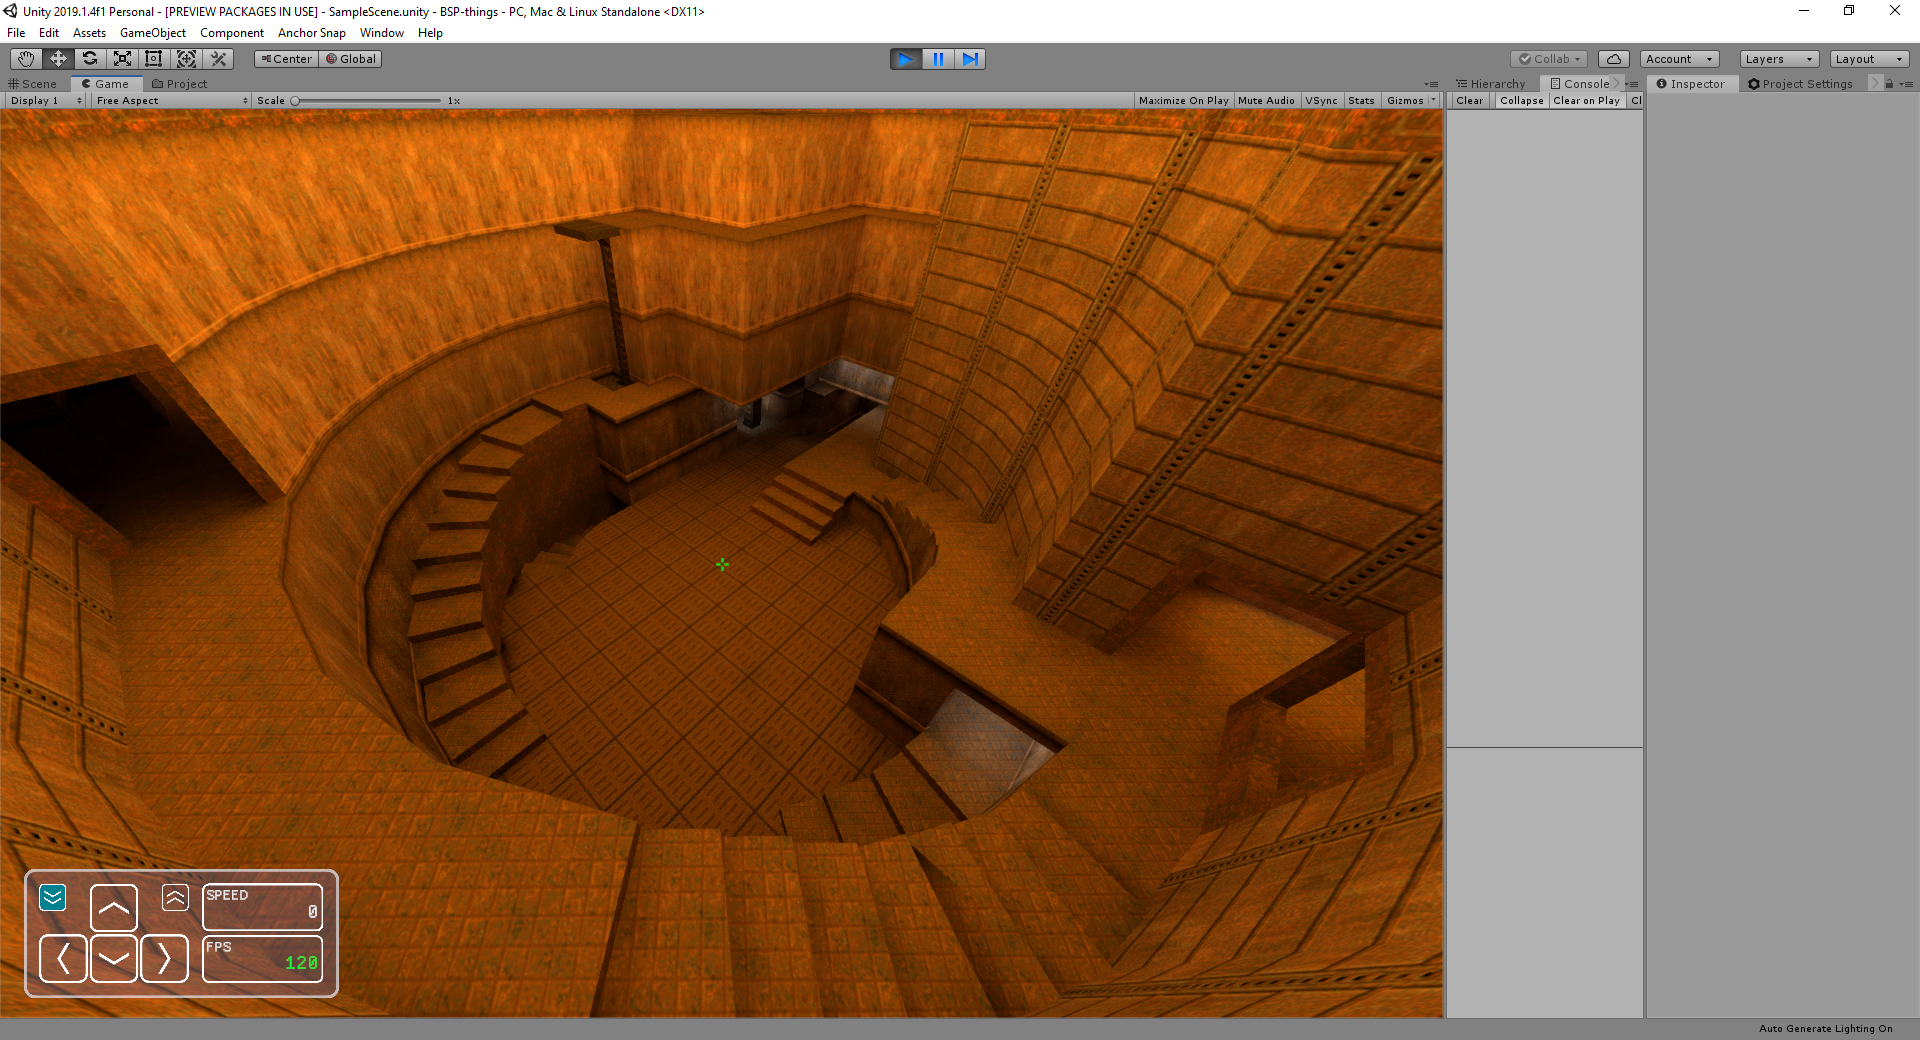 Unity 2019.1.4f1 Personal - [PREVIEW PACKAGES IN USE] - SampleScene.unity - BSP-things - PC, Mac & Linux Standalone <DX11>
File Edit Assets GameObject Component Anchor Snap Window Help
Center Global Collab Account Layers Layout
Scene Game Project Hierarchy Console Inspector Project Settings
Display 1 Free Aspect Scale 1x Maximize On Play Mute Audio VSync Stats Gizmos Clear Collapse Clear on Play Cl
SPEED
0
FPS
120
Auto Generate Lighting On